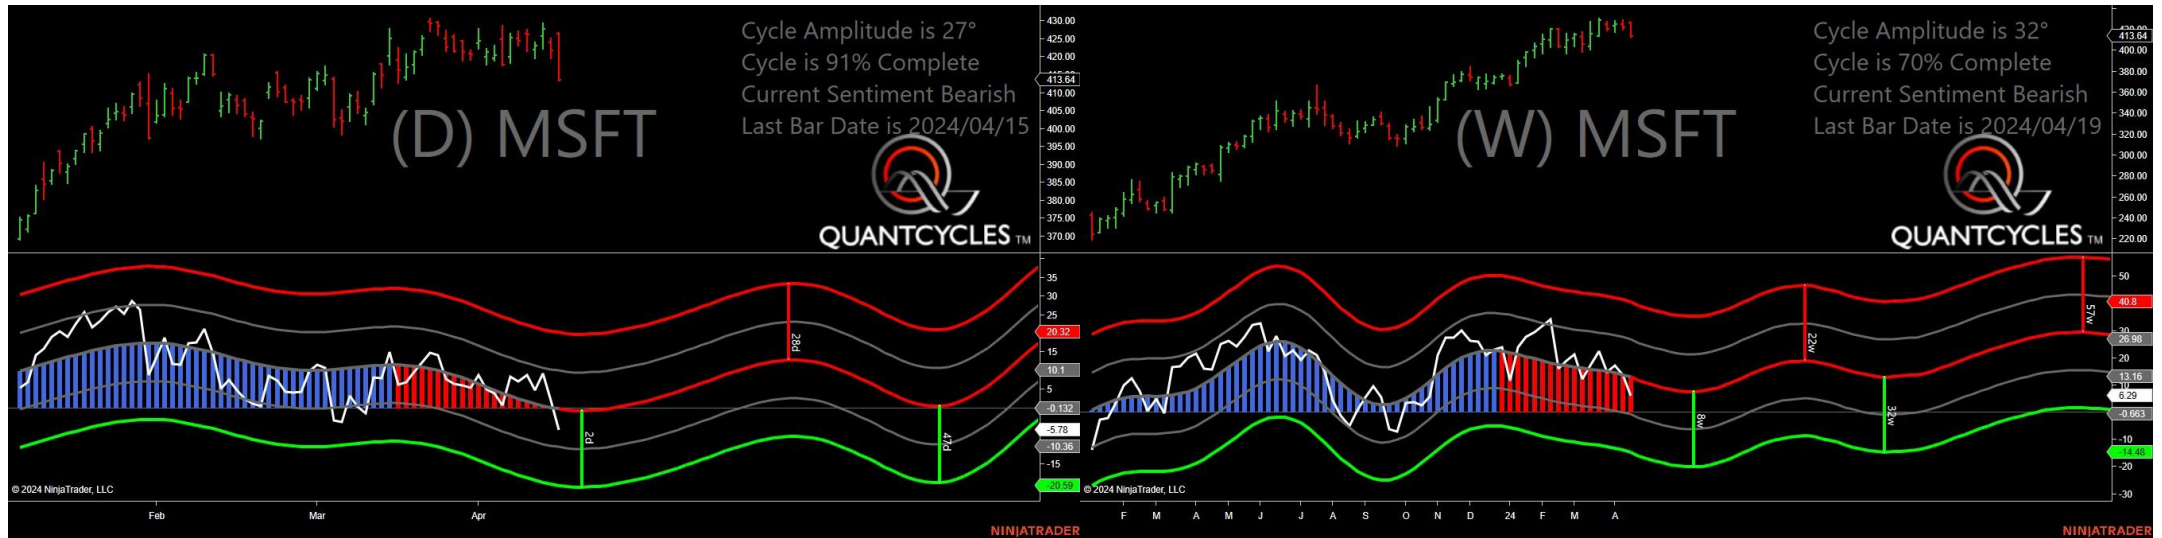 Cycle Amplitude is 27°
Cycle is 91% Complete
Current Sentiment Bearish
Last Bar Date is 2024/04/15
(D) MSFT
QUANTCYCLES TM
430.00
425.00
420.00
413.64
410.00
405.00
400.00
395.00
390.00
385.00
380.00
375.00
370.00
35
30
25
20.32
15
10.1
5
-0.132
-5.78
-10.36
-15
-20.59
28d
2d
47d
© 2024 NinjaTrader, LLC
Feb
Mar
Apr
NINJATRADER
Cycle Amplitude is 32°
Cycle is 70% Complete
Current Sentiment Bearish
Last Bar Date is 2024/04/19
(W) MSFT
QUANTCYCLES TM
413.64
400.00
380.00
360.00
340.00
320.00
300.00
280.00
260.00
240.00
220.00
50
40.8
30
26.98
20
13.16
10
6.29
-0.663
-10
-14.48
-20
-30
8w
22w
32w
57w
© 2024 NinjaTrader, LLC
F
M
A
M
J
J
A
S
O
N
D
24
F
M
A
NINJATRADER